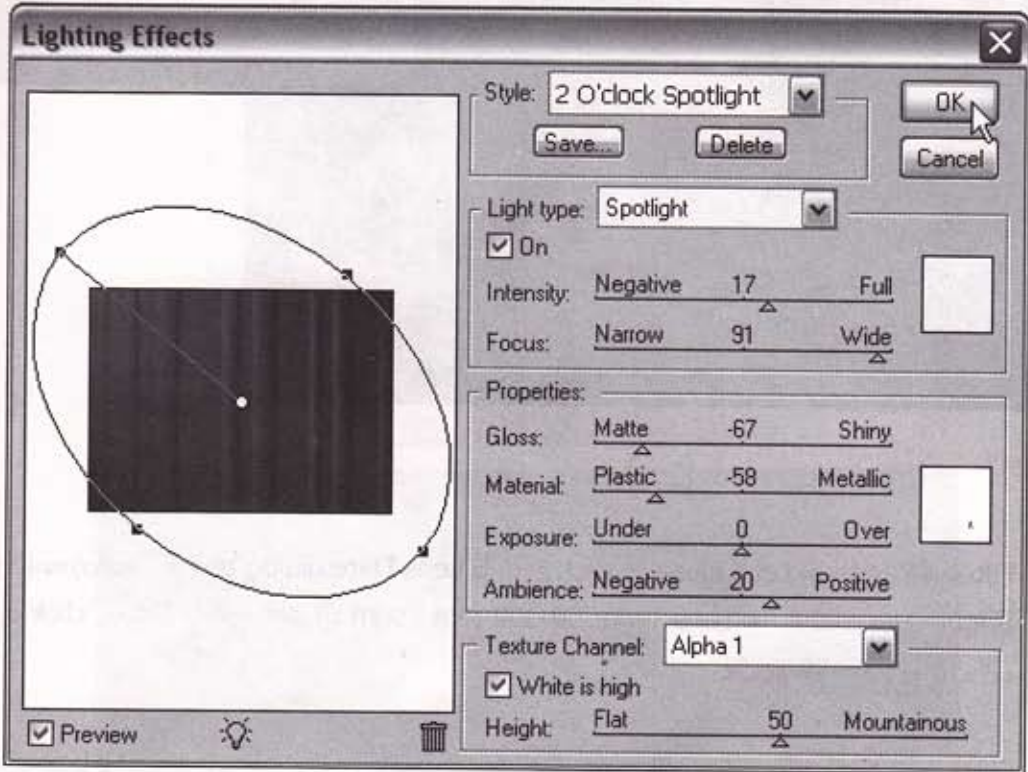 Lighting Effects
Style: 2 O'clock Spotlight
OK
Save... Delete
Cancel
Light type: Spotlight
On
Intensity: Negative 17 Full
Focus: Narrow 91 Wide
Properties:
Gloss: Matte -67 Shiny
Material: Plastic -58 Metallic
Exposure: Under 0 Over
Ambience: Negative 20 Positive
Texture Channel: Alpha 1
White is high
Height: Flat 50 Mountainous
Preview